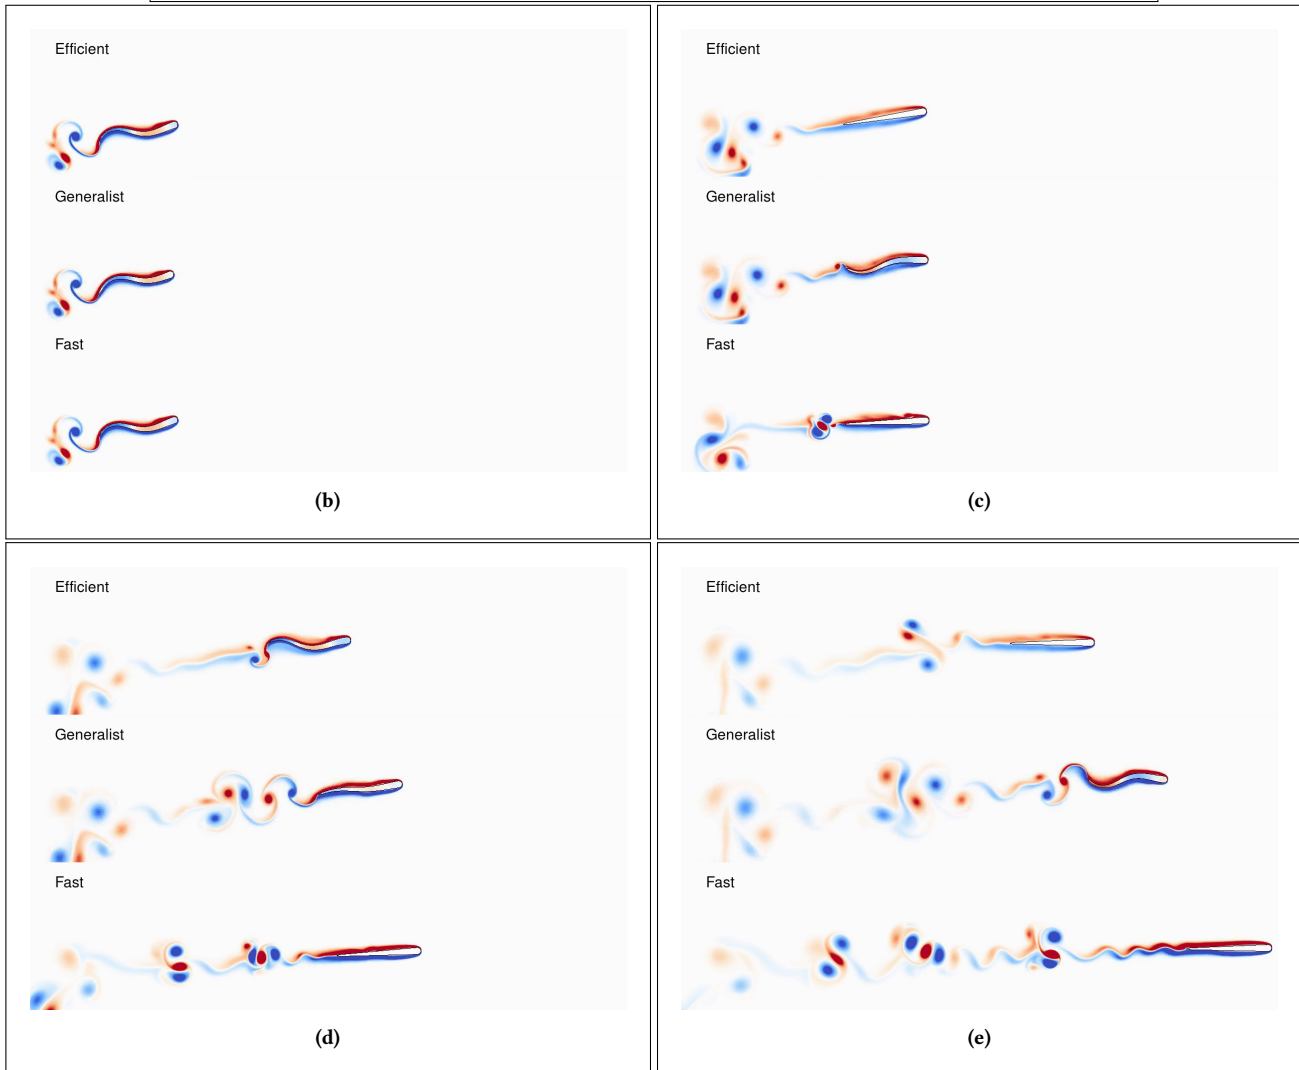 Efficient
Generalist
Fast
(b)
Efficient
Generalist
Fast
(c)
Efficient
Generalist
Fast
(d)
Efficient
Generalist
Fast
(e)